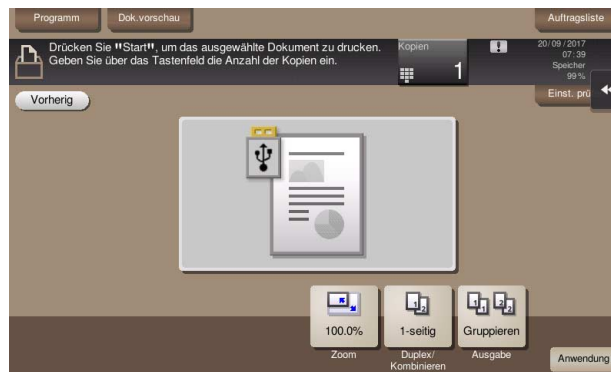 Programm
Dok.vorschau
Auftragsliste
Drücken Sie "Start", um das ausgewählte Dokument zu drucken.
Geben Sie über das Tastenfeld die Anzahl der Kopien ein.
Kopien
1
20/09/2017
07:39
Speicher
99%
Vorherig
Einst. prü
100.0%
1-seitig
Gruppieren
Zoom
Duplex/
Kombinieren
Ausgabe
Anwendung